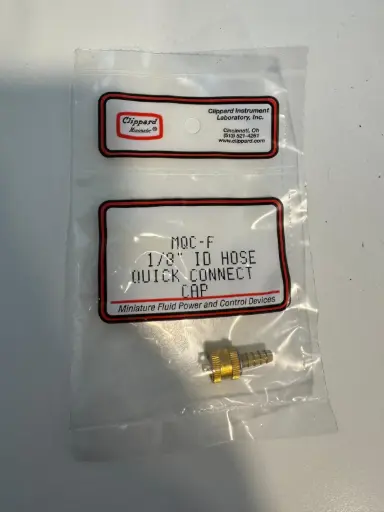 Clippard
Minimatic®
Clippard Instrument
Laboratory, Inc.
Cincinnati, OH
(513) 521-4261
www.clippard.com
MQC-F
1/8" ID HOSE
QUICK CONNECT
CAP
Miniature Fluid Power and Control Devices